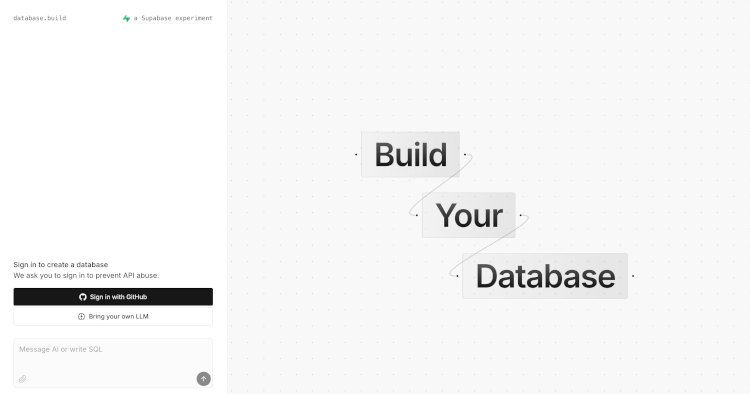 database.build
a Supabase experiment
Build
Your
Database
Sign in to create a database
We ask you to sign in to prevent API abuse.
Sign in with GitHub
Bring your own LLM
Message AI or write SQL